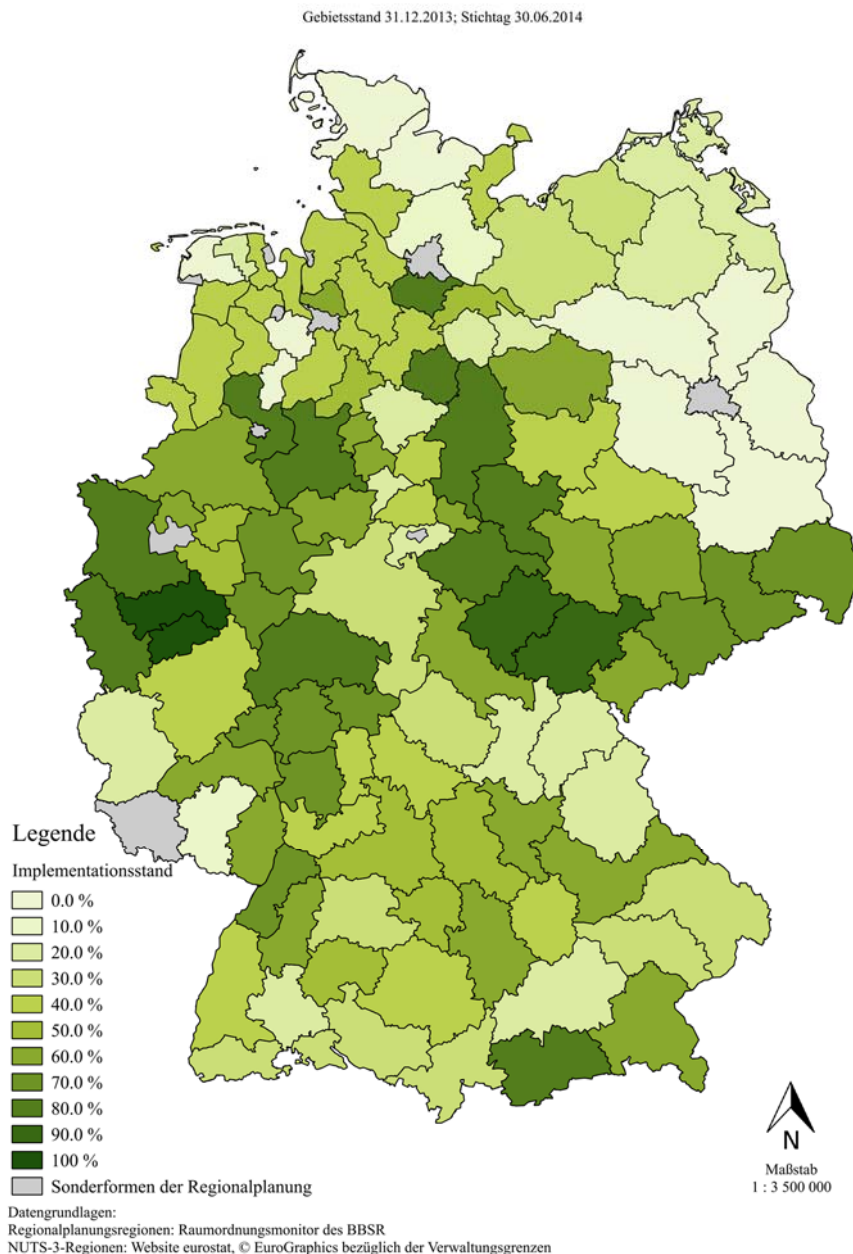 Gebietsstand 31.12.2013; Stichtag 30.06.2014
Legende
Implementationsstand
0.0 %
10.0 %
20.0 %
30.0 %
40.0 %
50.0 %
60.0 %
70.0 %
80.0 %
90.0 %
100 %
Sonderformen der Regionalplanung
N
Maßstab
1 : 3 500 000
Datengrundlagen:
Regionalplanungsregionen: Raumordnungsmonitor des BBSR
NUTS-3-Regionen: Website eurostat, © EuroGraphics bezüglich der Verwaltungsgrenzen